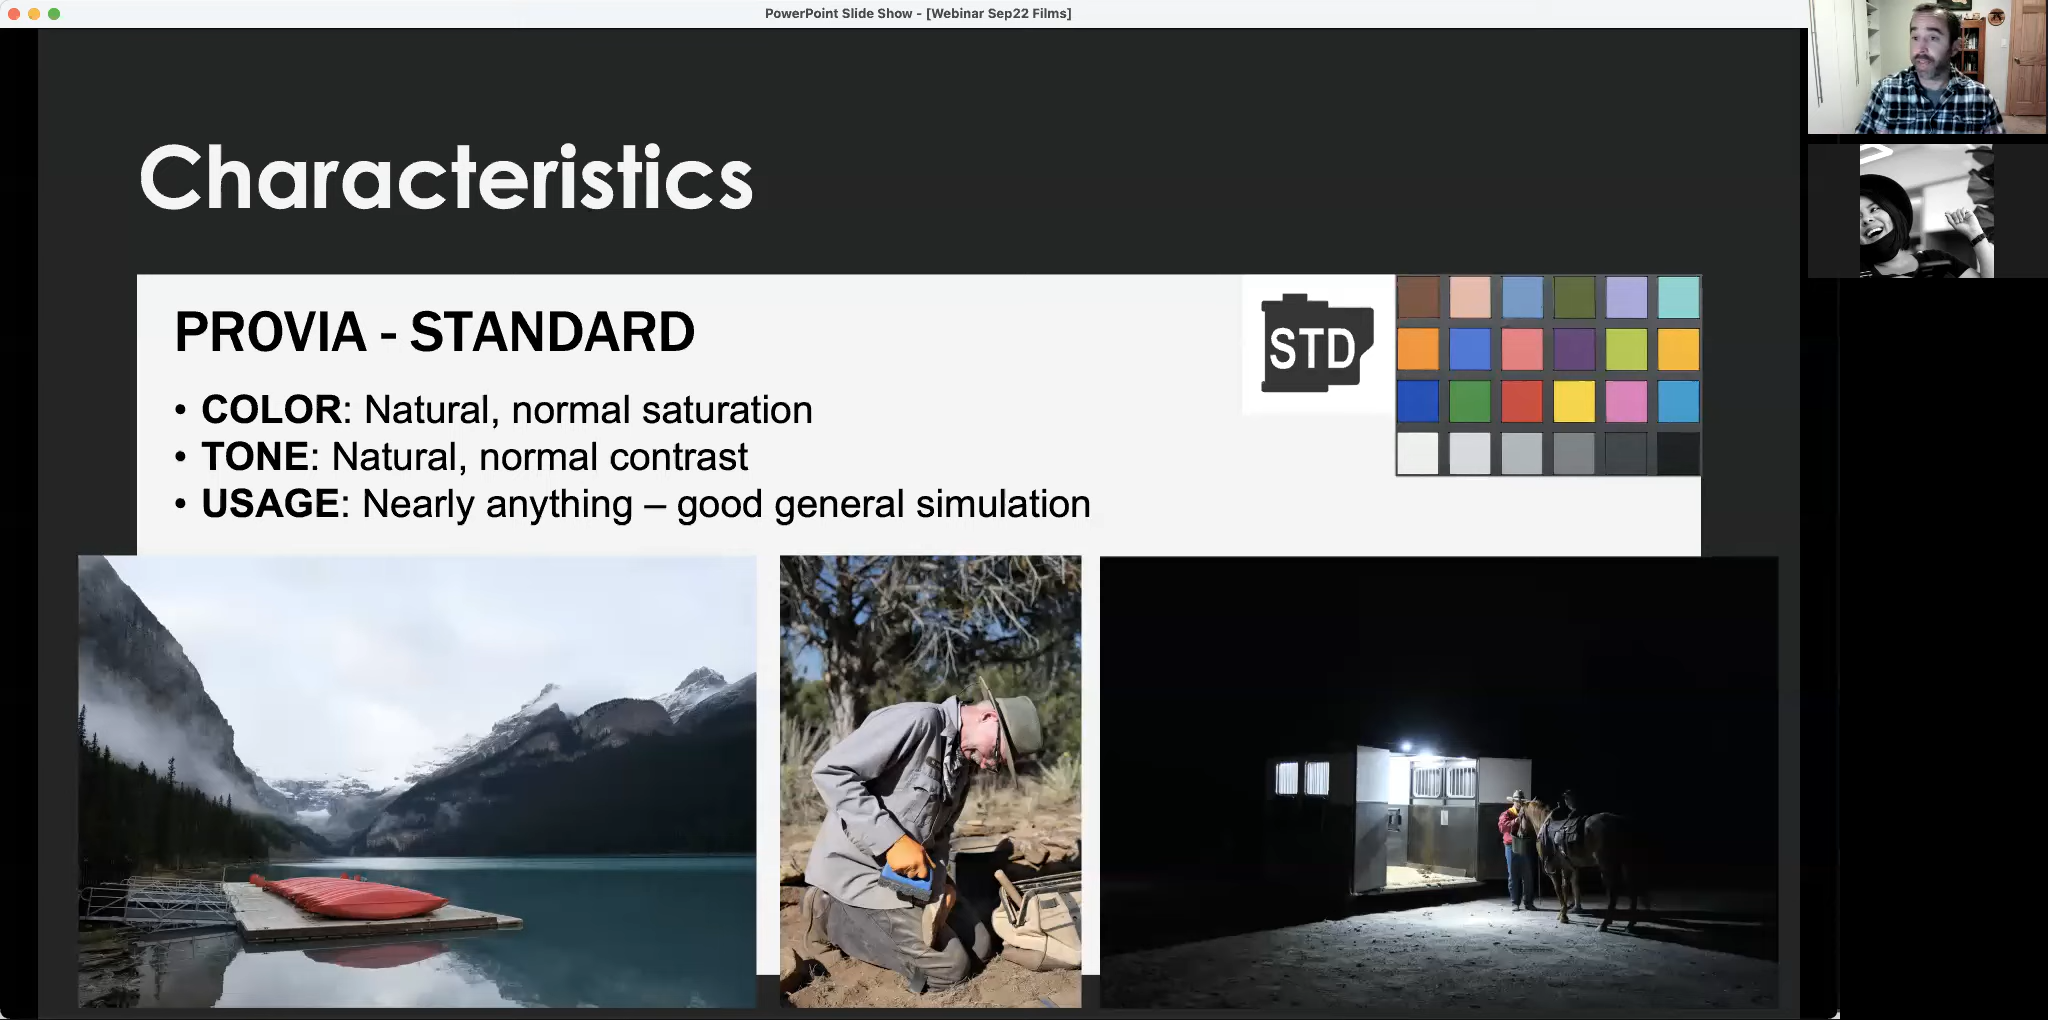 PowerPoint Slide Show - [Webinar Sep22 Films]
Characteristics
PROVIA - STANDARD
STD
• COLOR: Natural, normal saturation
• TONE: Natural, normal contrast
• USAGE: Nearly anything – good general simulation